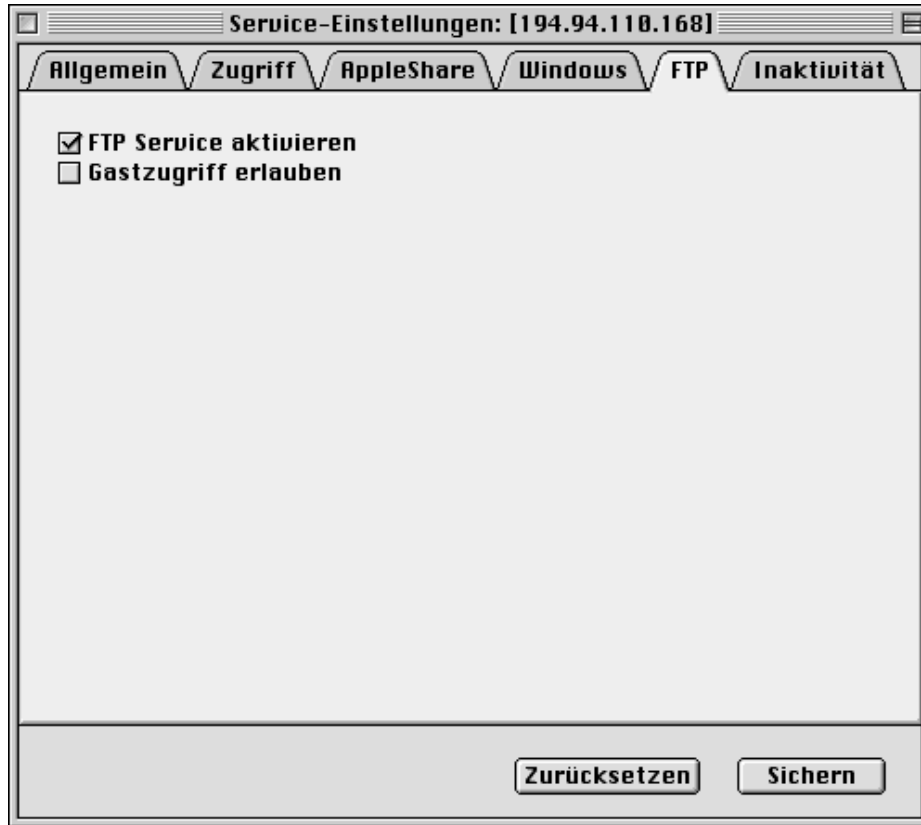 Service-Einstellungen: [194.94.110.168]
Allgemein Zugriff AppleShare Windows FTP Inaktivität
FTP Service aktivieren
Gastzugriff erlauben
Zurücksetzen Sichern